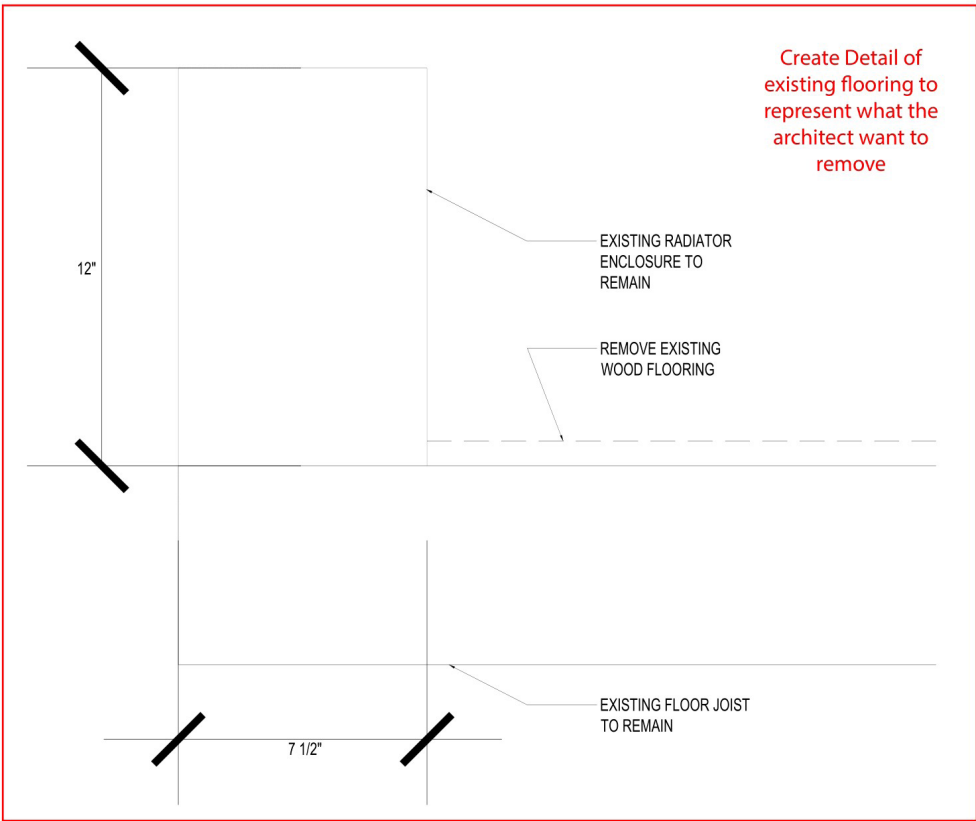 Create Detail of
existing flooring to
represent what the
architect want to
remove
12"
EXISTING RADIATOR
ENCLOSURE TO
REMAIN
REMOVE EXISTING
WOOD FLOORING
EXISTING FLOOR JOIST
TO REMAIN
7 1/2"